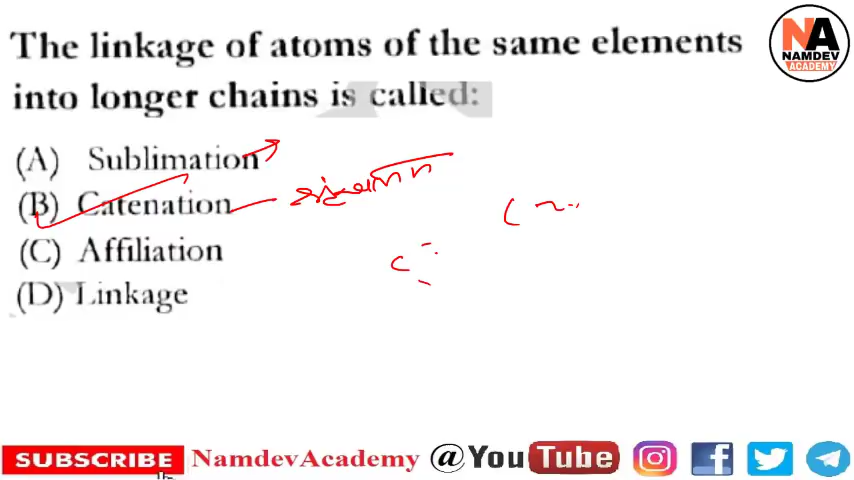 NA
NAMDEV
ACADEMY
The linkage of atoms of the same elements
into longer chains is called:
(A) Sublimation
(B) Catenation
(C) Affiliation
(D) Linkage
SUBSCRIBE NamdevAcademy @YouTube